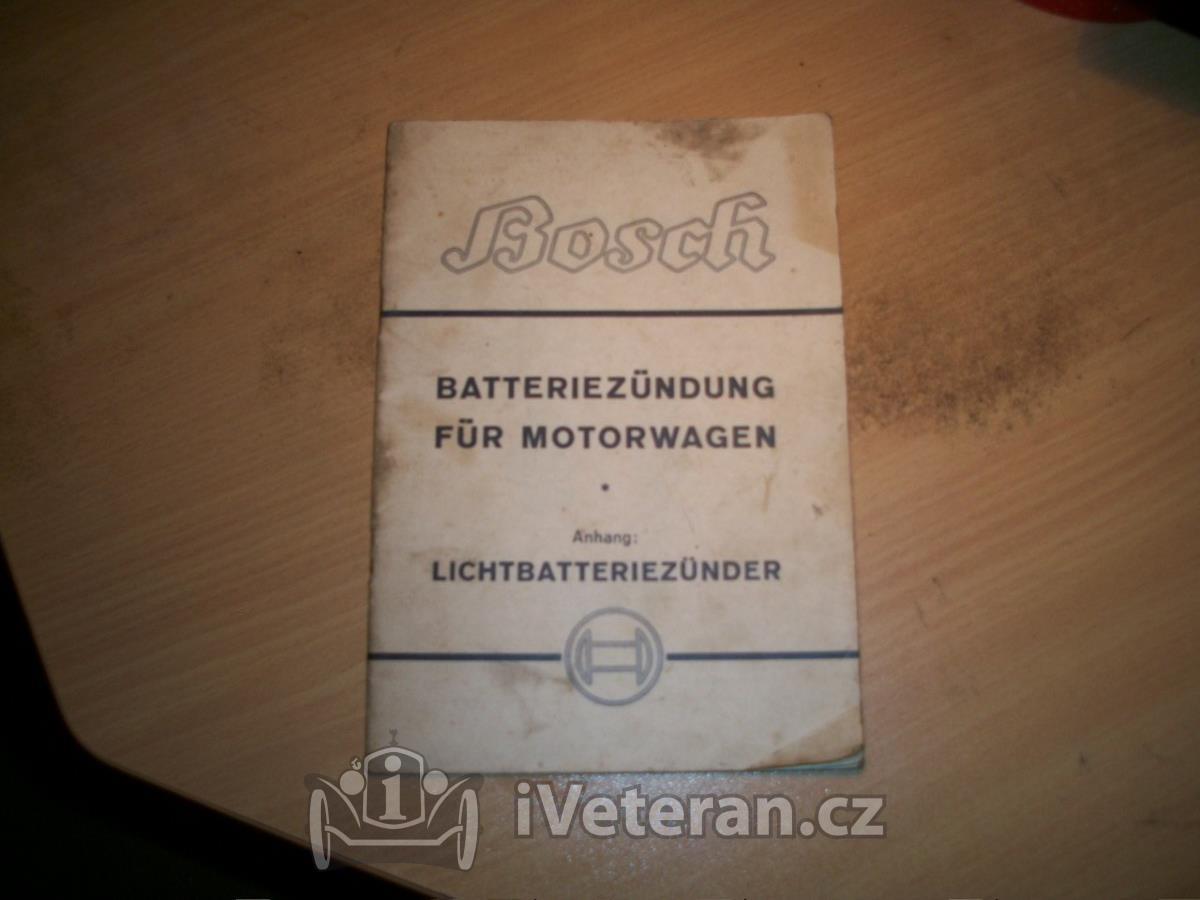 Bosch
BATTERIEZÜNDUNG
FÜR MOTORWAGEN
Anhang:
LICHTBATTERIEZÜNDER
i
iVeteran.cz